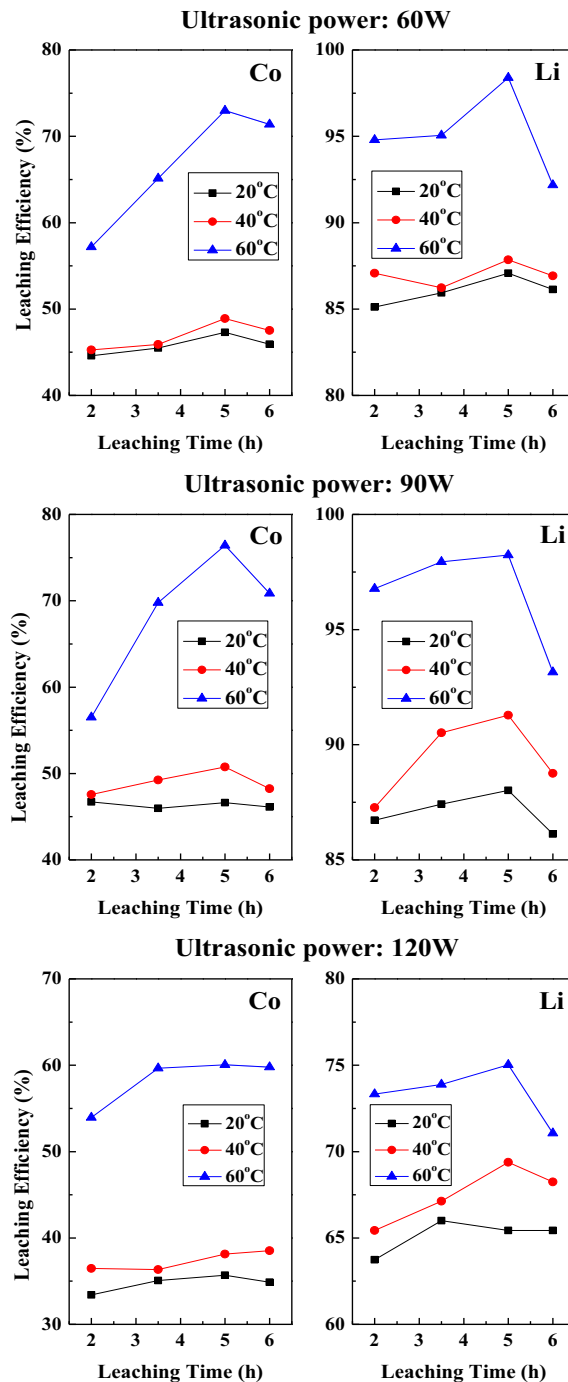 Ultrasonic power: 60W
Co
Leaching Efficiency (%)
80
70
60
50
40
20°C
40°C
60°C
2 3 4 5 6
Leaching Time (h)
Li
100
95
90
85
80
20°C
40°C
60°C
2 3 4 5 6
Leaching Time (h)
Ultrasonic power: 90W
Co
Leaching Efficiency (%)
80
70
60
50
40
20°C
40°C
60°C
2 3 4 5 6
Leaching Time (h)
Li
100
95
90
85
20°C
40°C
60°C
2 3 4 5 6
Leaching Time (h)
Ultrasonic power: 120W
Co
Leaching Efficiency (%)
70
60
50
40
30
20°C
40°C
60°C
2 3 4 5 6
Leaching Time (h)
Li
80
75
70
65
60
20°C
40°C
60°C
2 3 4 5 6
Leaching Time (h)